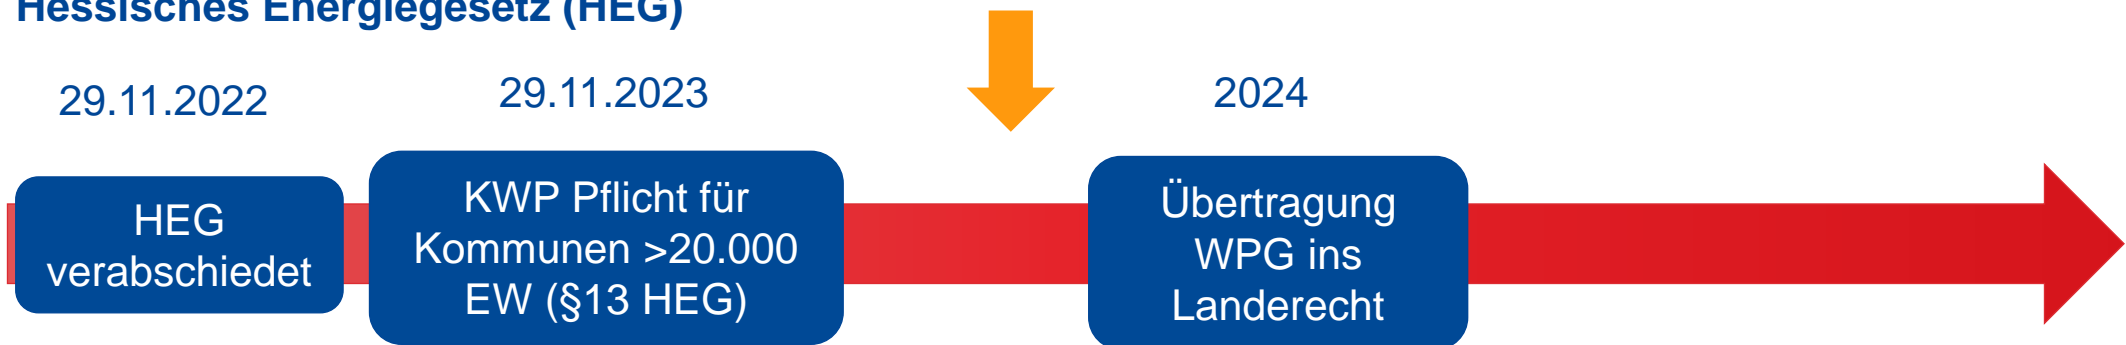 Hessisches Energiegesetz (HEG)
29.11.2022
29.11.2023
2024
HEG
verabschiedet
KWP Pflicht für
Kommunen >20.000
EW (§13 HEG)
Übertragung
WPG ins
Landerecht